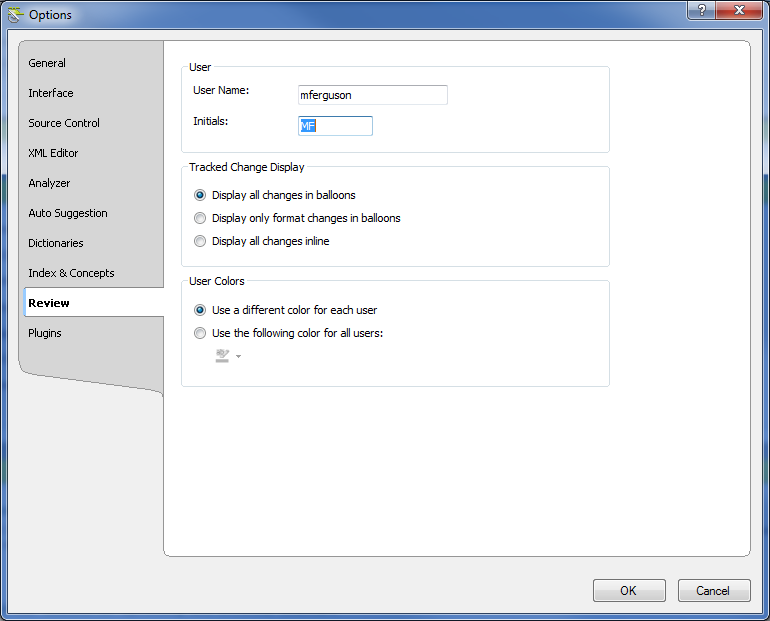 Options
General
Interface
Source Control
XML Editor
Analyzer
Auto Suggestion
Dictionaries
Index & Concepts
Review
Plugins
User
User Name: mferguson
Initials: MF
Tracked Change Display
Display all changes in balloons
Display only format changes in balloons
Display all changes inline
User Colors
Use a different color for each user
Use the following color for all users:
OK Cancel